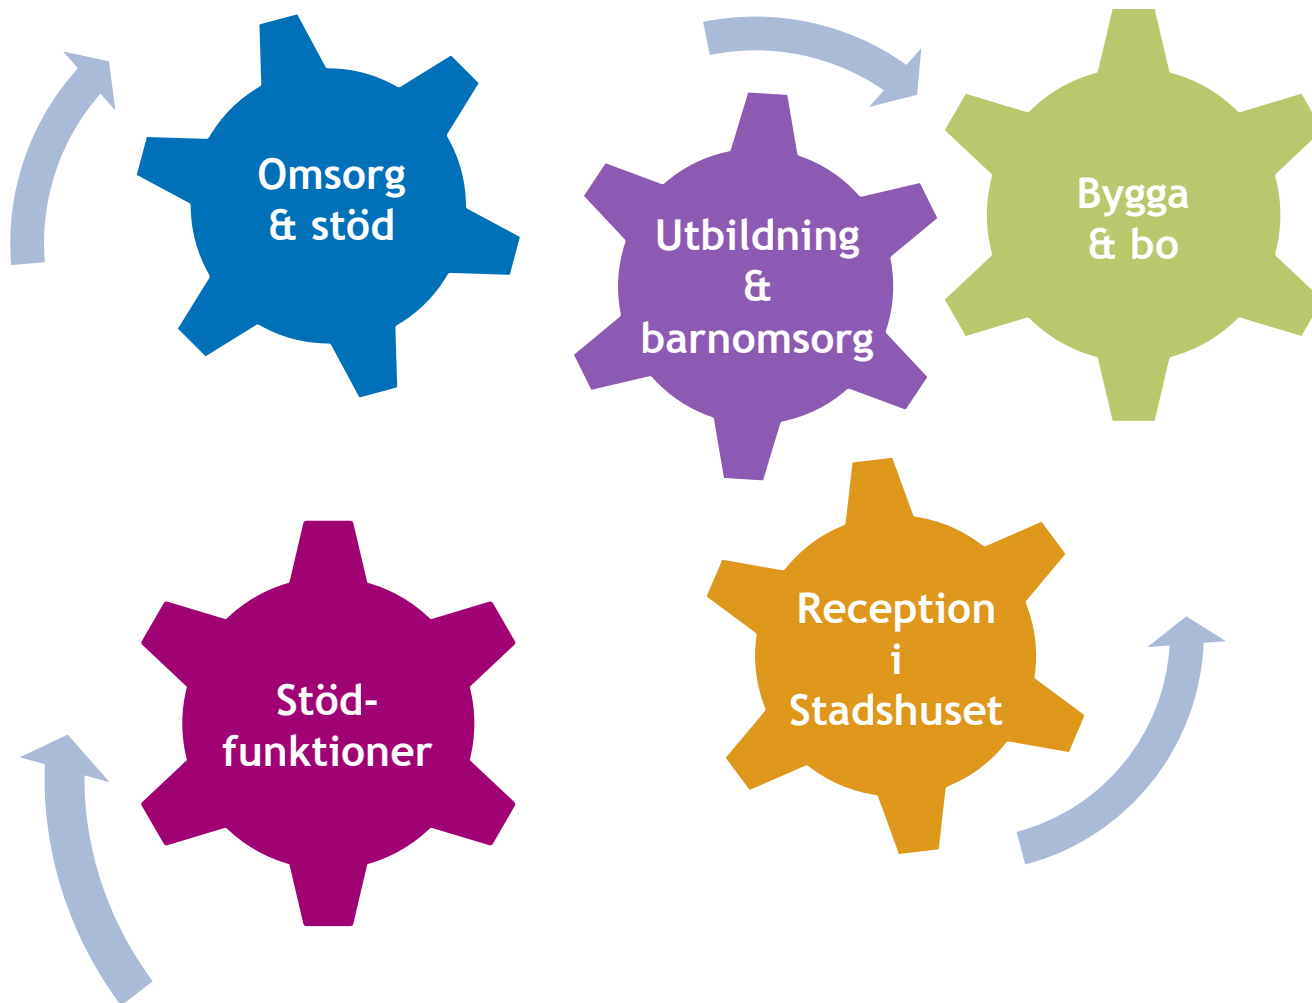 Omsorg
& stöd
Utbildning
&
barnomsorg
Bygga
& bo
Stöd-
funktioner
Reception
i
Stadshuset